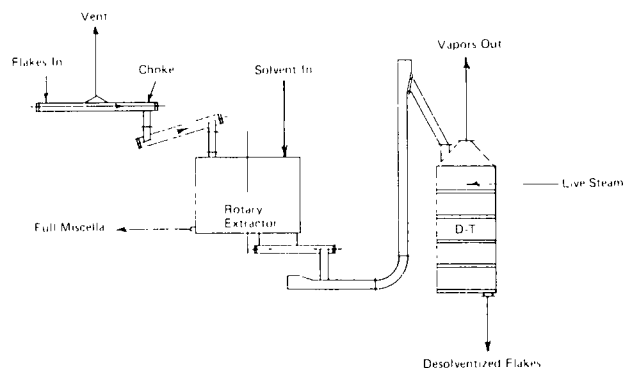 Vent
Flakes In
Choke
Solvent In
Vapors Out
Live Steam
Rotary
Extractor
D-T
Full Miscella
Desolventized Flakes